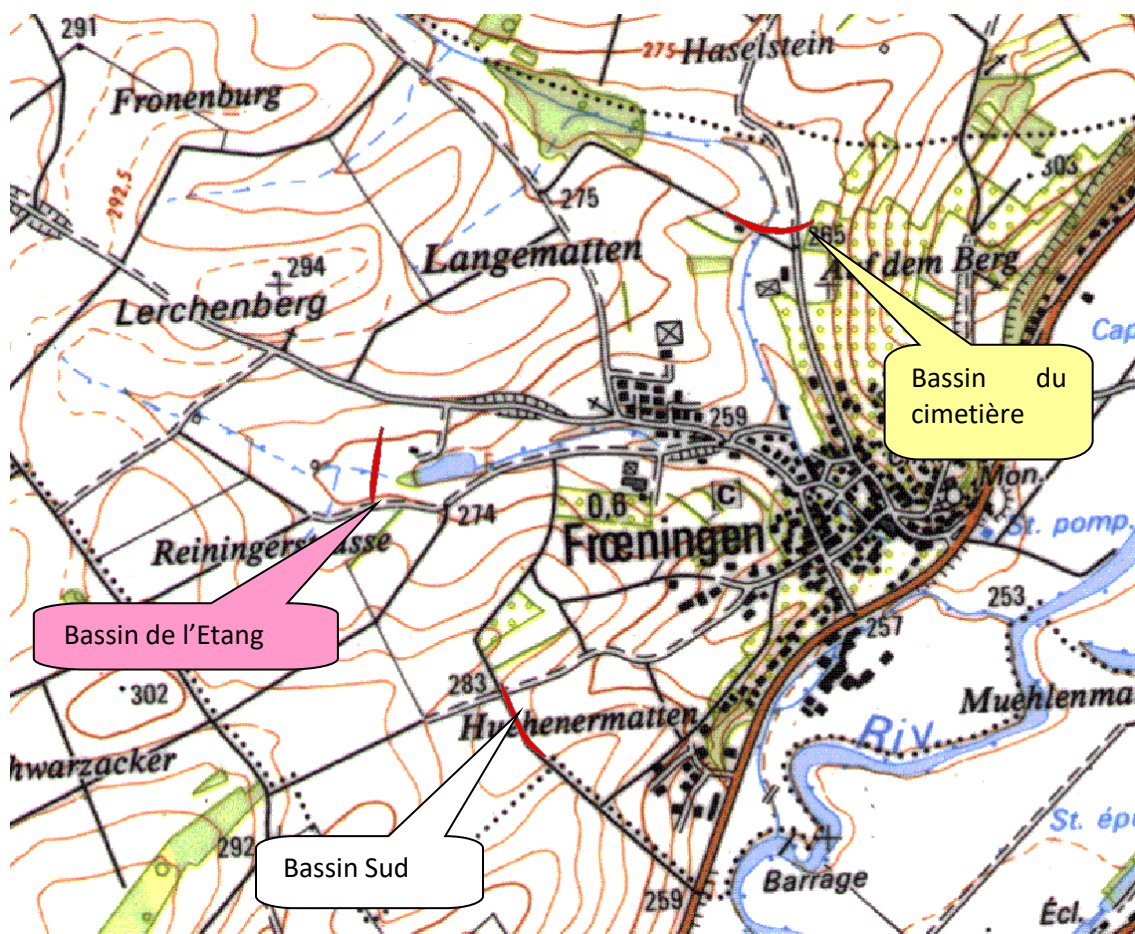 291
275
Haselstein
Fronenburg
303
292,5
275
265
Auf dem Berg
Langematten
294
Lerchenberg
Cap
Bassin du
cimetière
259
Mon.
0,6
C
274
St. pomp.
Reiningerstrasse
Frœningen
253
Bassin de l’Etang
257
283
302
Muehlenma
Riv.
hwarzacker
St. épu
292
Bassin Sud
Barrage
259
Écl.